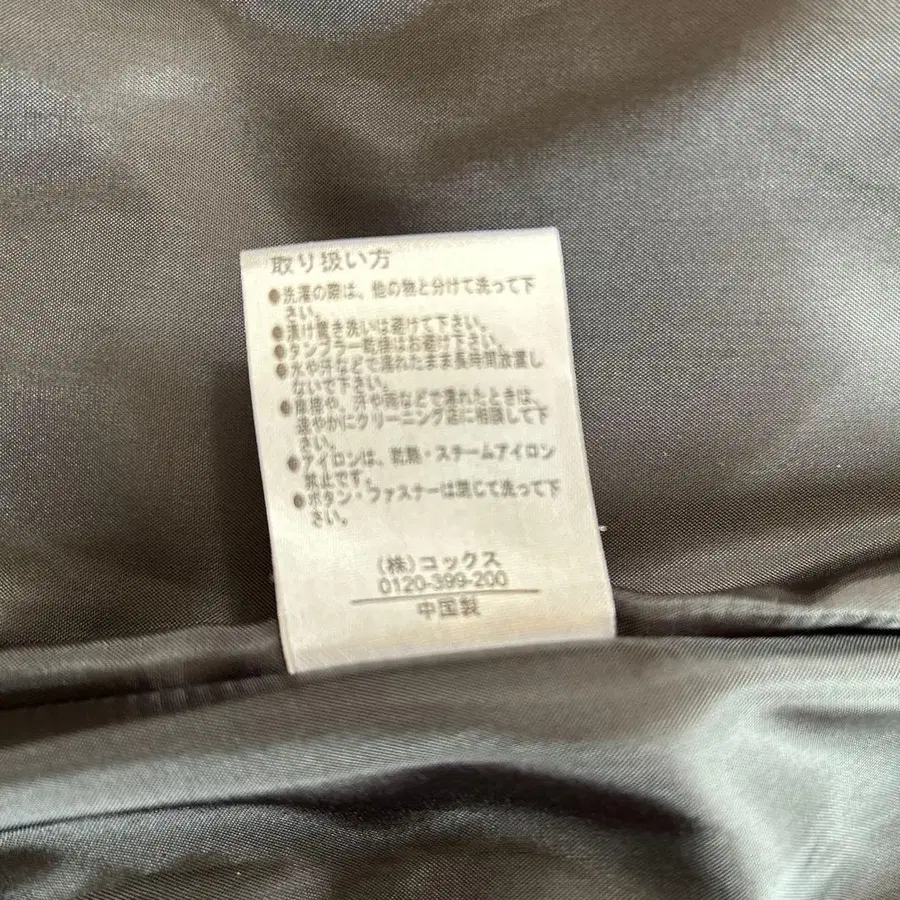 取り扱い方
●洗濯の際は、他の物と分けて洗って下
さい。
●漬け置き洗いは避けて下さい。
●タンブラー乾燥はお避け下さい。
●水や汗などで濡れたまま長時間放置し
ないで下さい。
●摩擦や、汗や雨などで濡れたときは、
速やかにクリーニング店に相談して下
さい。
●アイロンは、乾熱・スチームアイロン
禁止です。
●ボタン・ファスナーは閉じて洗って下
さい。
(株)コックス
0120-399-200
中国製